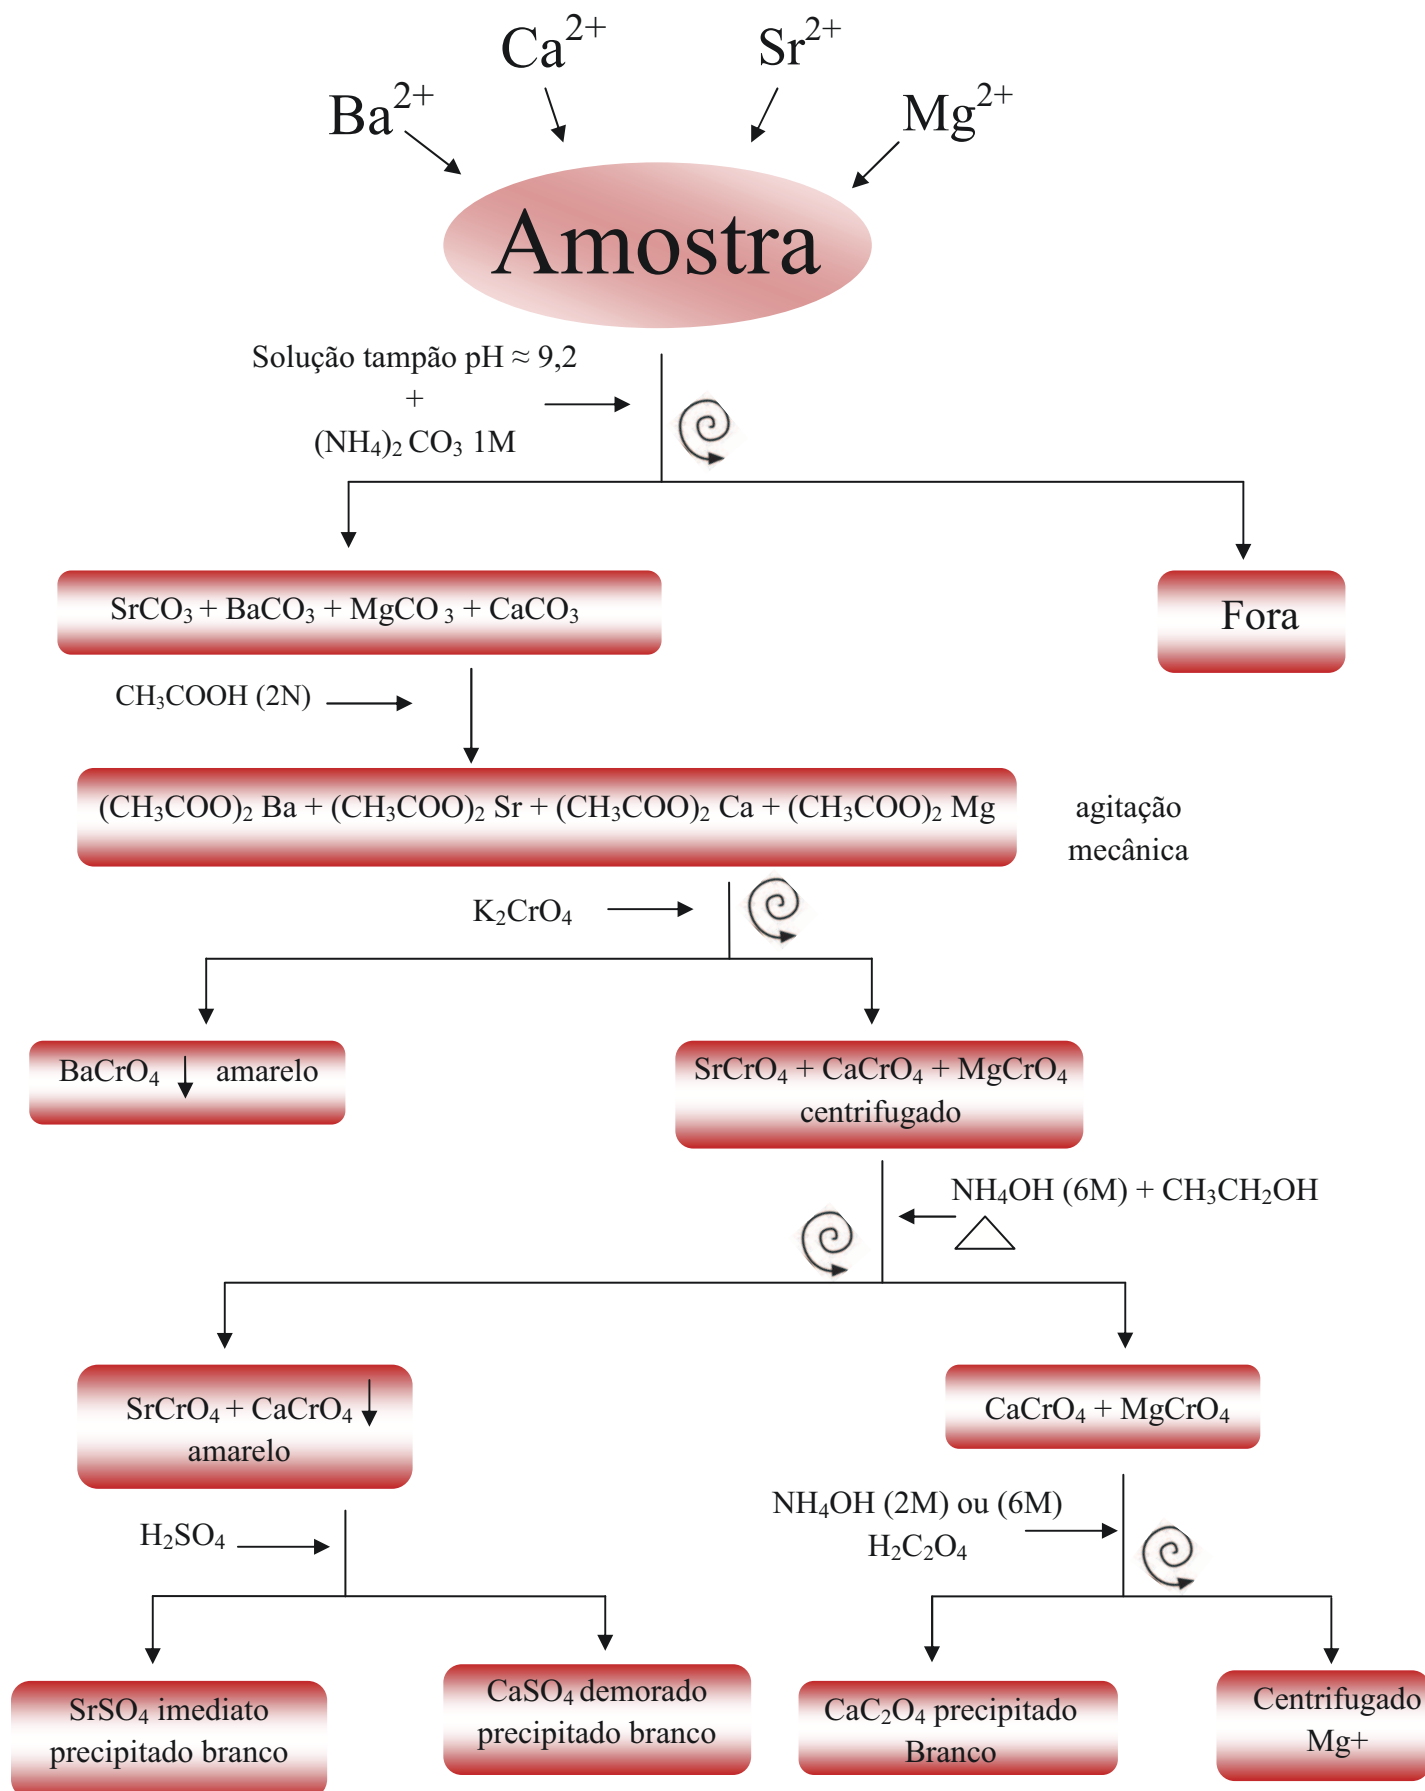 Ca²⁺
Sr²⁺
Ba²⁺
Mg²⁺
Amostra
Solução tampão pH ≈ 9,2
+
(NH₄)₂ CO₃ 1M
SrCO₃ + BaCO₃ + MgCO ₃ + CaCO₃
Fora
CH₃COOH (2N)
(CH₃COO)₂ Ba + (CH₃COO)₂ Sr + (CH₃COO)₂ Ca + (CH₃COO)₂ Mg
agitação
mecânica
K₂CrO₄
BaCrO₄ ↓ amarelo
SrCrO₄ + CaCrO₄ + MgCrO₄
centrifugado
NH₄OH (6M) + CH₃CH₂OH
SrCrO₄ + CaCrO₄ ↓
amarelo
CaCrO₄ + MgCrO₄
H₂SO₄
NH₄OH (2M) ou (6M)
H₂C₂O₄
SrSO₄ imediato
precipitado branco
CaSO₄ demorado
precipitado branco
CaC₂O₄ precipitado
Branco
Centrifugado
Mg+